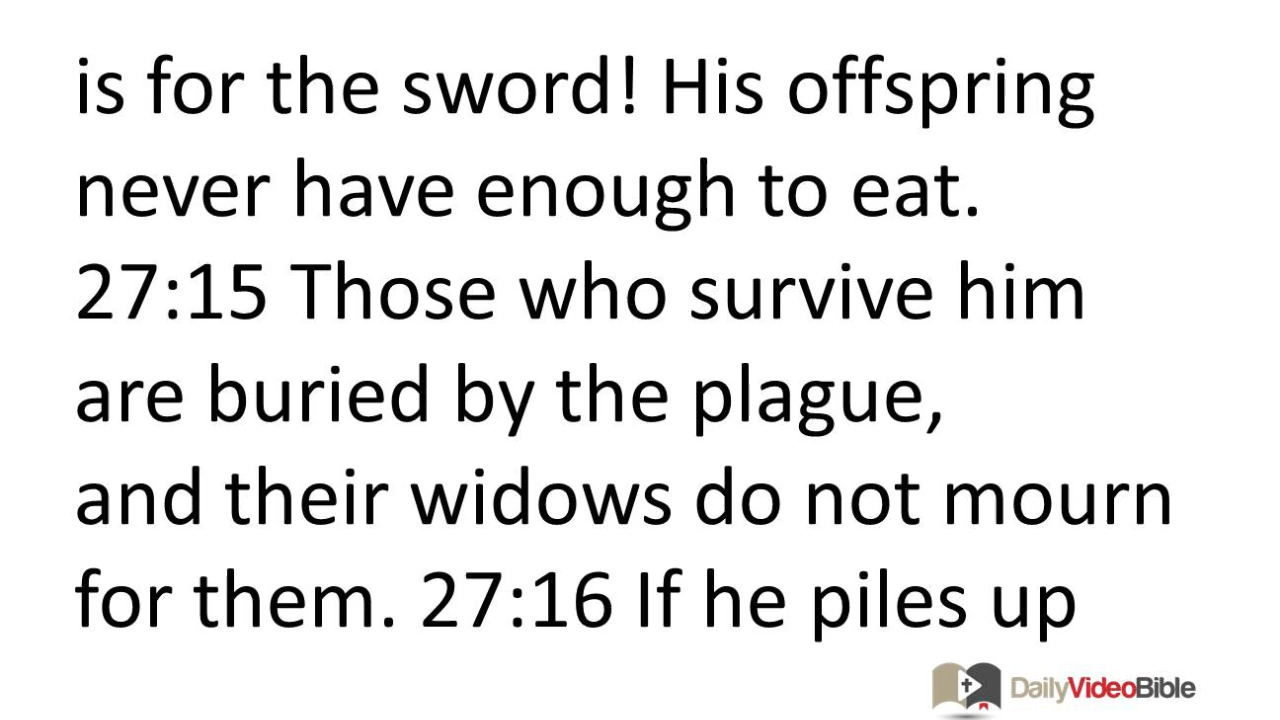 is for the sword! His offspring
never have enough to eat.
27:15 Those who survive him
are buried by the plague,
and their widows do not mourn
for them. 27:16 If he piles up
DailyVideoBible